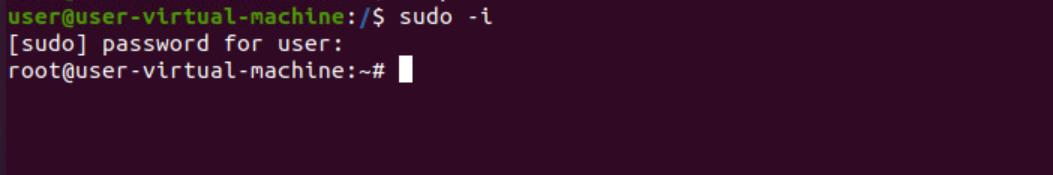 user@user-virtual-machine:/$ sudo -i
[sudo] password for user:
root@user-virtual-machine:~#